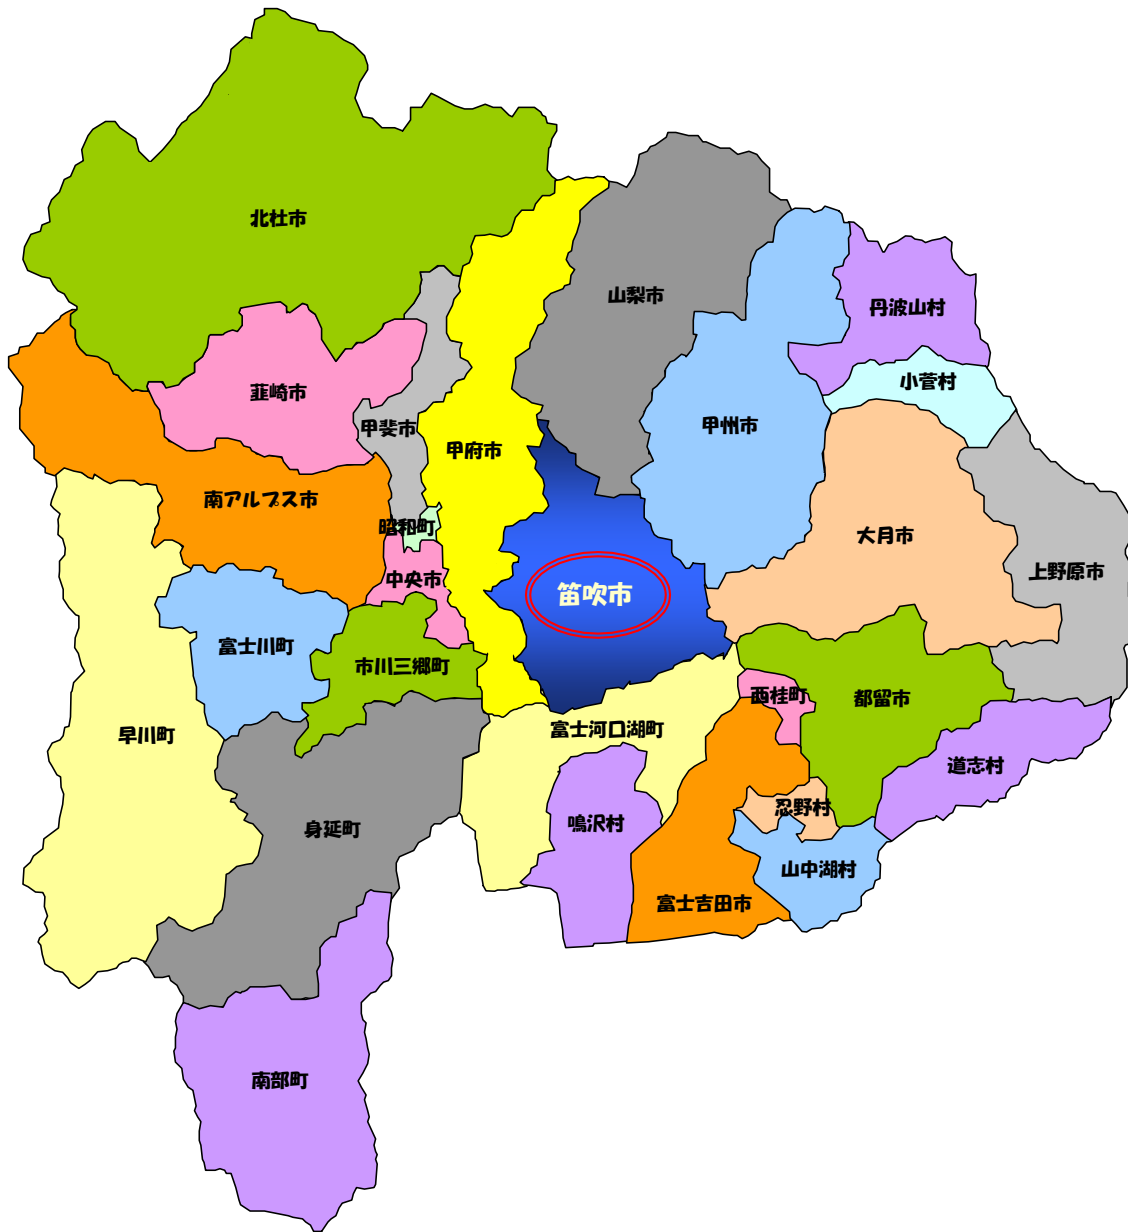 北杜市
山梨市
丹波山村
小菅村
韮崎市
甲斐市
甲府市
甲州市
南アルプス市
昭和町
大月市
中央市
笛吹市
上野原市
富士川町
市川三郷町
西桂町
都留市
早川町
富士河口湖町
道志村
身延町
鳴沢村
忍野村
山中湖村
富士吉田市
南部町